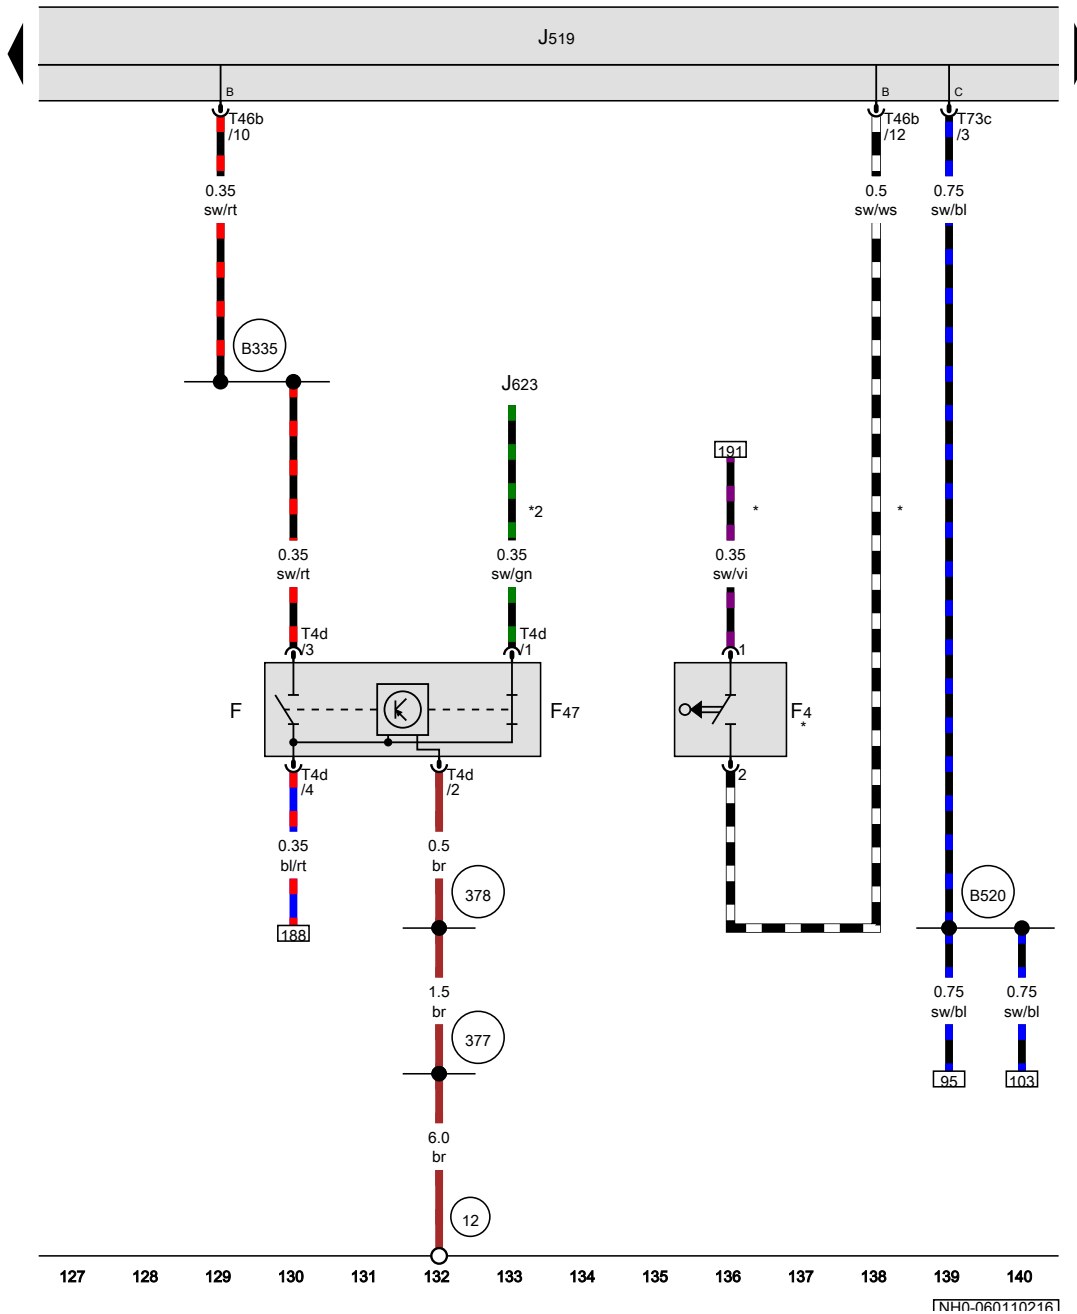 J519
B
B
C
T46b
/10
T46b
/12
T73c
/3
0.35
sw/rt
0.5
sw/ws
0.75
sw/bl
B335
J623
191
*2
*
*
0.35
sw/rt
0.35
sw/gn
0.35
sw/vi
T4d
/3
T4d
/1
1
F
F47
F4
*
T4d
/4
T4d
/2
2
0.35
bl/rt
0.5
br
378
B520
188
1.5
br
0.75
sw/bl
0.75
sw/bl
377
95
103
6.0
br
12
127 128 129 130 131 132 133 134 135 136 137 138 139 140
NH0-060110216